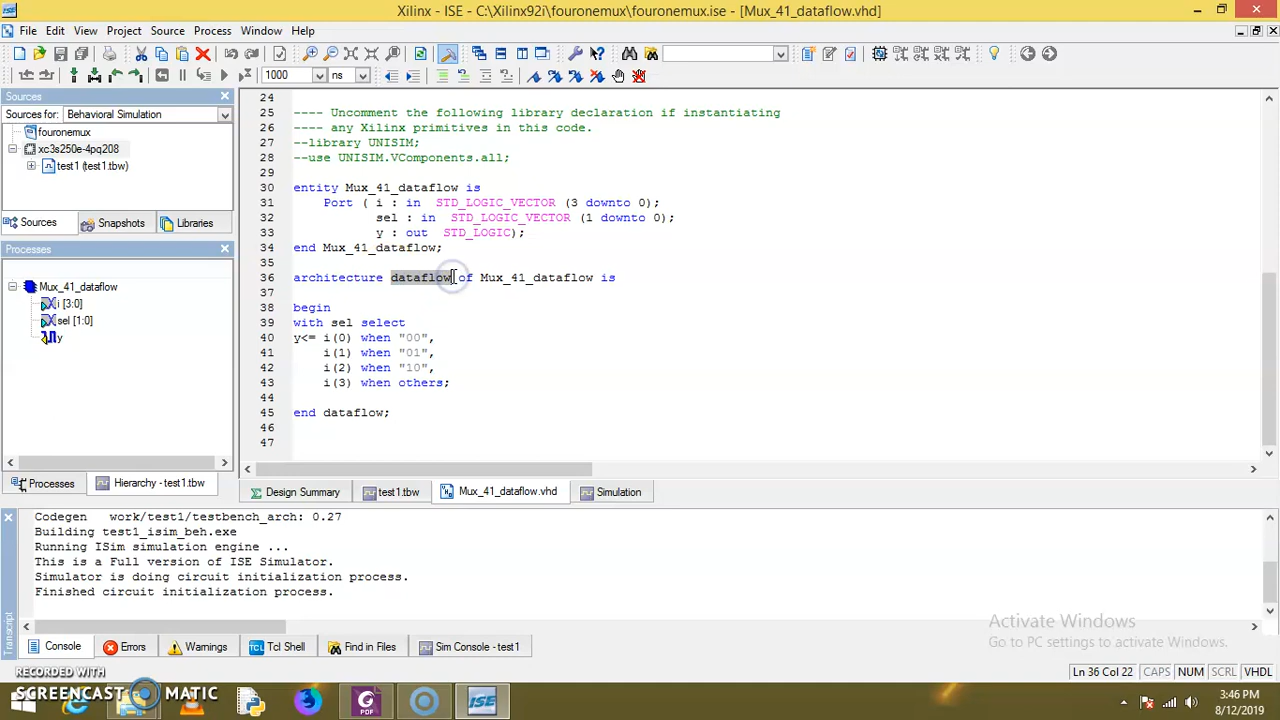 Xilinx - ISE - C:\Xilinx92i\fouronemux\fouronemux.ise - [Mux_41_dataflow.vhd]
File Edit View Project Source Process Window Help
1000 ns
Sources
Sources for: Behavioral Simulation
fouronemux
xc3s250e-4pq208
test1 (test1.tbw)
Sources Snapshots Libraries
Processes
Mux_41_dataflow
i [3:0]
sel [1:0]
y
Processes Hierarchy - test1.tbw
24
25 ---- Uncomment the following library declaration if instantiating
26 ---- any Xilinx primitives in this code.
27 --library UNISIM;
28 --use UNISIM.VComponents.all;
29
30 entity Mux_41_dataflow is
31 Port ( i : in STD_LOGIC_VECTOR (3 downto 0);
32 sel : in STD_LOGIC_VECTOR (1 downto 0);
33 y : out STD_LOGIC);
34 end Mux_41_dataflow;
35
36 architecture dataflow of Mux_41_dataflow is
37
38 begin
39 with sel select
40 y<= i(0) when "00",
41 i(1) when "01",
42 i(2) when "10",
43 i(3) when others;
44
45 end dataflow;
46
47
Design Summary test1.tbw Mux_41_dataflow.vhd Simulation
Codegen work/test1/testbench_arch: 0.27
Building test1_isim_beh.exe
Running ISim simulation engine ...
This is a Full version of ISE Simulator.
Simulator is doing circuit initialization process.
Finished circuit initialization process.
Transcript
Console Errors Warnings Tcl Shell Find in Files Sim Console - test1
Activate Windows
Go to PC settings to activate Windows.
Ln 36 Col 22 CAPS NUM SCRL VHDL
RECORDED WITH
SCREENCAST MATIC
ISE
3:46 PM
8/12/2019